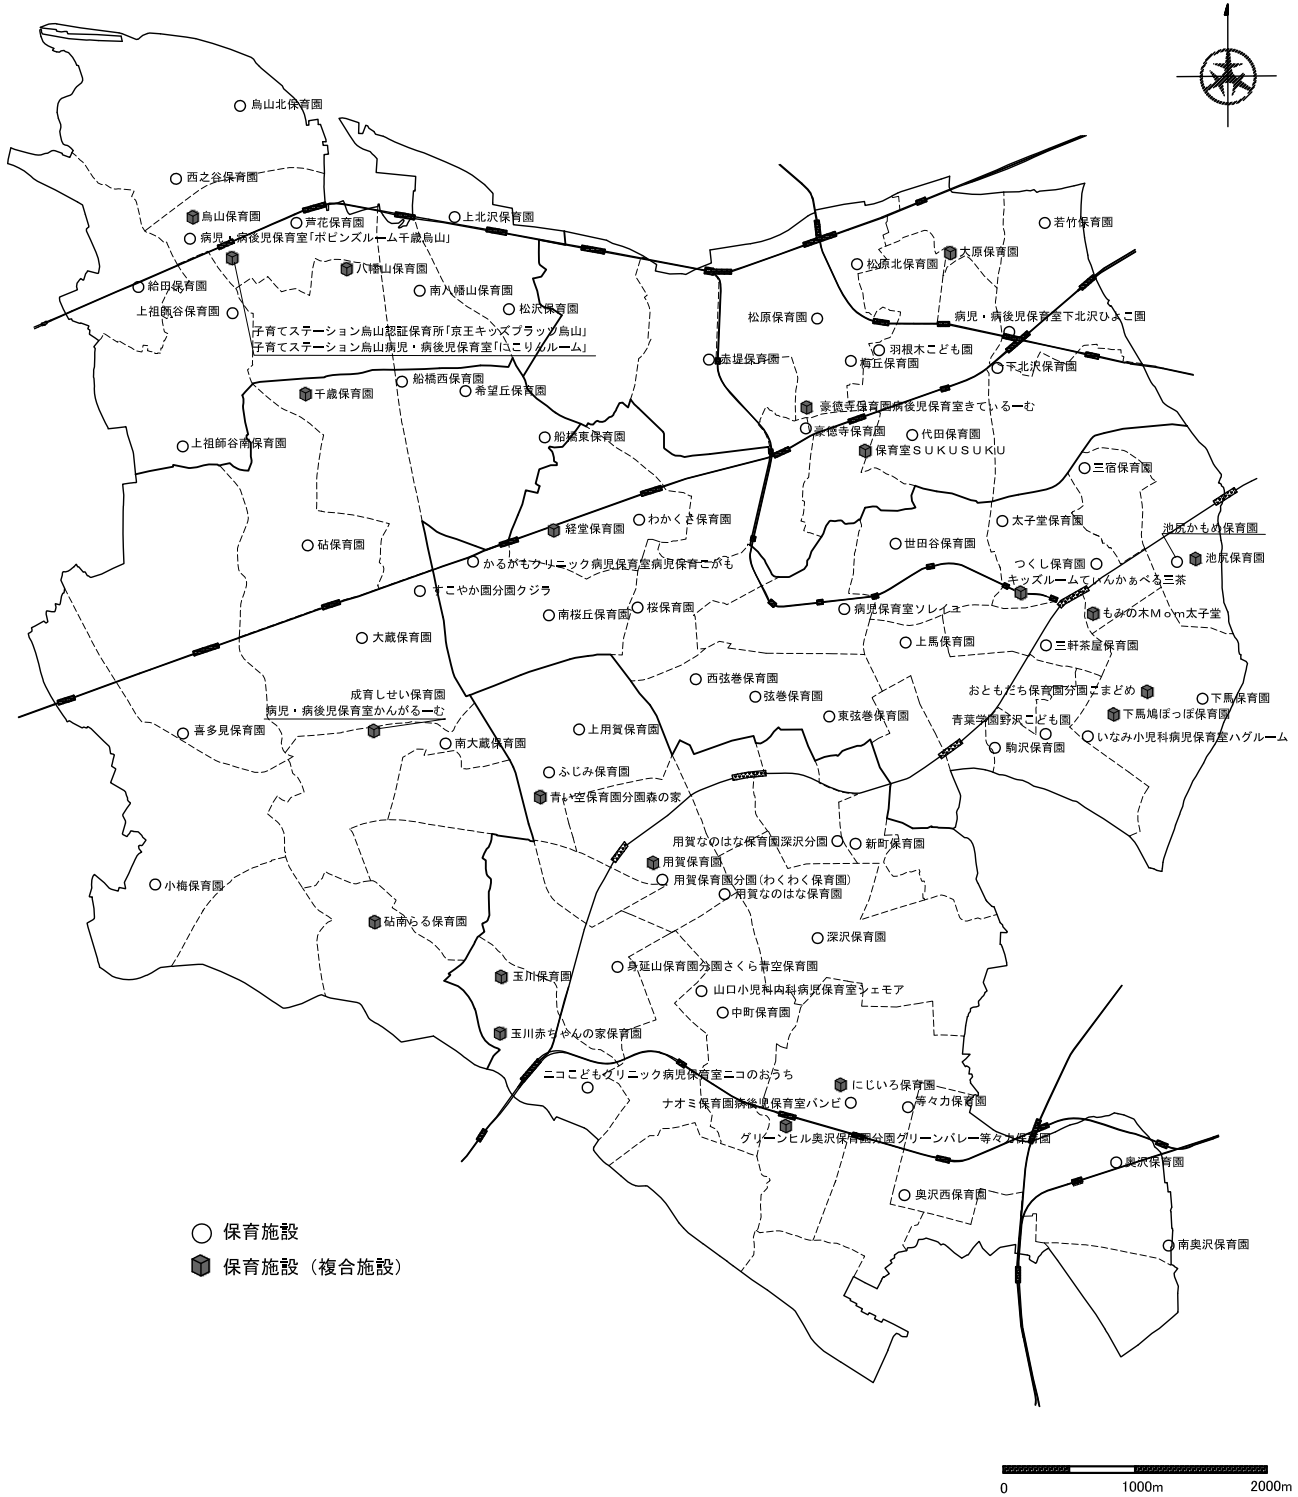 烏山北保育園
西之谷保育園
烏山保育園
芦花保育園
上北沢保育園
若竹保育園
病児・病後児保育室「ポピンズルーム千歳烏山」
大原保育園
八幡山保育園
松原北保育園
給田保育園
南八幡山保育園
上祖師谷保育園
松沢保育園
松原保育園
病児・病後児保育室下北沢ひよこ園
子育てステーション烏山認証保育所「京王キッズプラッツ烏山」
子育てステーション烏山病児・病後児保育室「にこりんルーム」
羽根木こども園
赤堤保育園
梅丘保育園
下北沢保育園
船橋西保育園
千歳保育園
希望丘保育園
豪徳寺保育園病後児保育室きてぃるーむ
豪徳寺保育園
代田保育園
上祖師谷南保育園
船橋東保育園
保育室SUKUSUKU
三宿保育園
わかくさ保育園
太子堂保育園
経堂保育園
池尻かもめ保育園
砧保育園
世田谷保育園
池尻保育園
かるがもクリニック病児保育室病児保育こがも
つくし保育園
キッズルームてぃんかぁべる三茶
すこやか園分園クジラ
南桜丘保育園
桜保育園
病児保育室ソレイユ
もみの木Mom太子堂
大蔵保育園
上馬保育園
三軒茶屋保育園
西弦巻保育園
成育しせい保育園
弦巻保育園
おともだち保育園分園こまどめ
下馬保育園
病児・病後児保育室かんがるーむ
東弦巻保育園
下馬鳩ぽっぽ保育園
青葉学園野沢こども園
喜多見保育園
上用賀保育園
いなみ小児科病児保育室ハグルーム
南大蔵保育園
駒沢保育園
ふじみ保育園
青い空保育園分園森の家
用賀なのはな保育園深沢分園
新町保育園
用賀保育園
用賀保育園分園(わくわく保育園)
小梅保育園
用賀なのはな保育園
砧南らる保育園
深沢保育園
身延山保育園分園さくら青空保育園
玉川保育園
山口小児科内科病児保育室シェモア
中町保育園
玉川赤ちゃんの家保育園
ニコこどもクリニック病児保育室ニコのおうち
にじいろ保育園
ナオミ保育園病後児保育室バンビ
等々力保育園
グリーンヒル奥沢保育園分園グリーンバレー等々力保育園
奥沢保育園
奥沢西保育園
南奥沢保育園
保育施設
保育施設（複合施設）
0 1000m 2000m